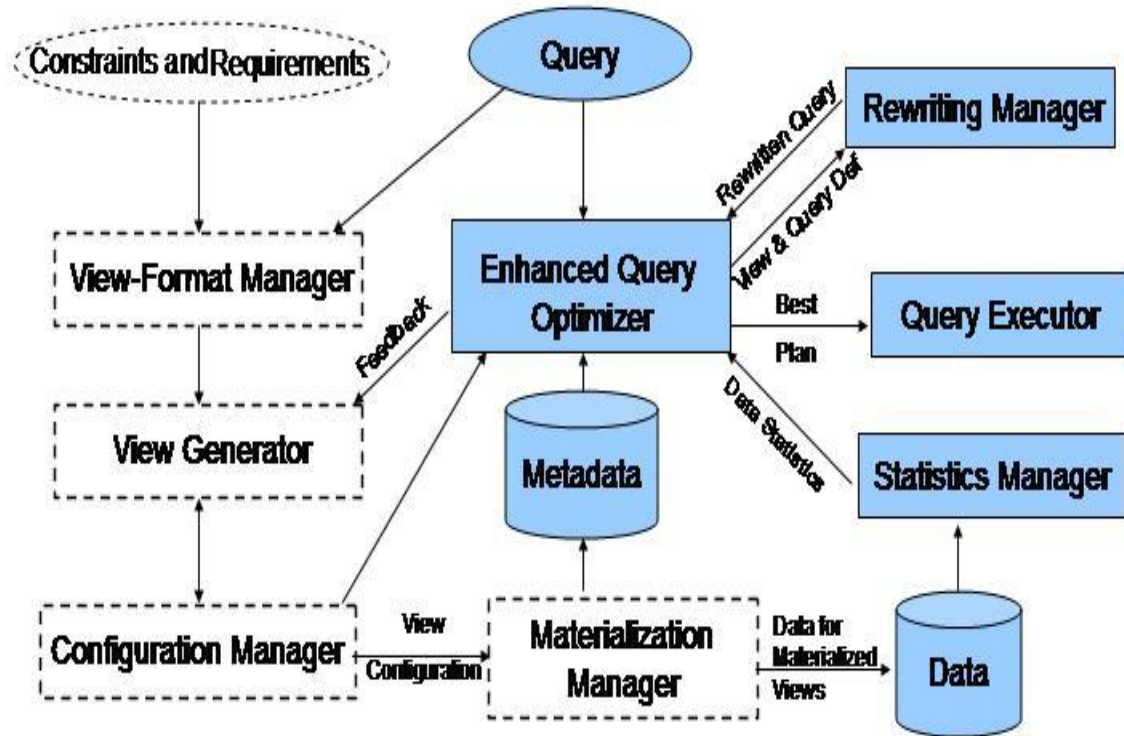 Constraints and Requirements
Query
Rewriting Manager
Rewritten Query
View & Query Def
View-Format Manager
Enhanced Query
Optimizer
Best
Plan
Query Executor
Feedback
Data Statistics
View Generator
Metadata
Statistics Manager
Configuration Manager
View
Configuration
Materialization
Manager
Data for
Materialized
Views
Data